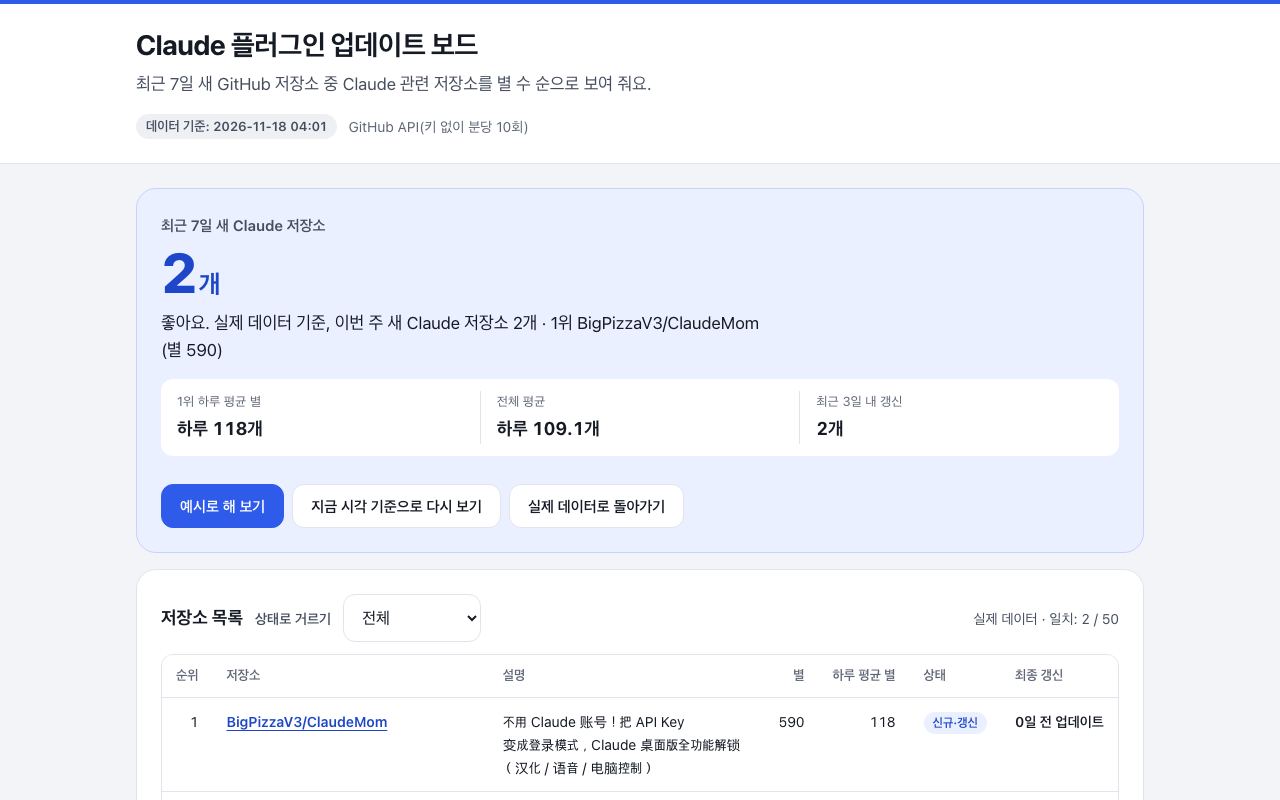 Claude 플러그인 업데이트 보드
최근 7일 새 GitHub 저장소 중 Claude 관련 저장소를 별 수 순으로 보여 줘요.
데이터 기준: 2026-11-18 04:01 GitHub API(키 없이 분당 10회)
최근 7일 새 Claude 저장소
2개
좋아요. 실제 데이터 기준, 이번 주 새 Claude 저장소 2개 · 1위 BigPizzaV3/ClaudeMom
(별 590)
1위 하루 평균 별 전체 평균 최근 3일 내 갱신
하루 118개 하루 109.1개 2개
예시로 해 보기 지금 시각 기준으로 다시 보기 실제 데이터로 돌아가기
저장소 목록 상태로 거르기 전체 실제 데이터 · 일치: 2 / 50
순위 저장소 설명 별 하루 평균 별 상태 최종 갱신
1 BigPizzaV3/ClaudeMom 不用 Claude 账号！把 API Key 590 118 신규·갱신 0일 전 업데이트
变成登录模式，Claude 桌面版全功能解锁
（汉化 / 语音 / 电脑控制）